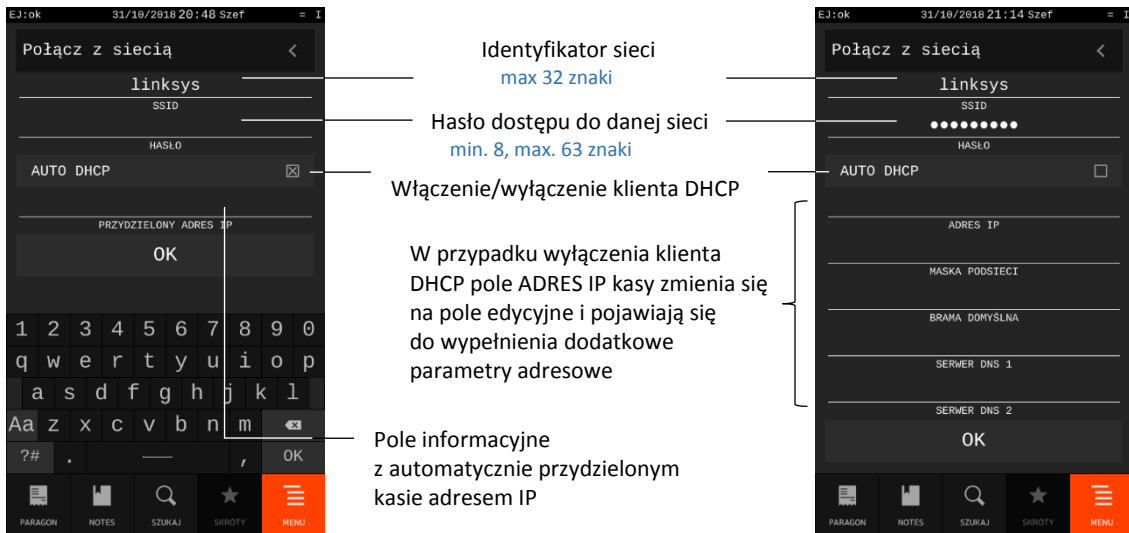 EJ:ok 31/10/2018 20:48 Szef = I
Połącz z siecią <
linksys
SSID
HASŁO
AUTO DHCP
PRZYDZIELONY ADRES IP
OK
1 2 3 4 5 6 7 8 9 0
q w e r t y u i o p
a s d f g h j k l
Aa z x c v b n m
?# . , OK
PARAGON NOTES SZUKAJ SKRÓTY MENU
Identyfikator sieci
max 32 znaki
Hasło dostępu do danej sieci
min. 8, max. 63 znaki
Włączenie/wyłączenie klienta DHCP
W przypadku wyłączenia klienta
DHCP pole ADRES IP kasy zmienia się
na pole edycyjne i pojawiają się
do wypełnienia dodatkowe
parametry adresowe
Pole informacyjne
z automatycznie przydzielonym
kasie adresem IP
EJ:ok 31/10/2018 21:14 Szef = I
Połącz z siecią <
linksys
SSID
●●●●●●●●●
HASŁO
AUTO DHCP
ADRES IP
MASKA PODSIECI
BRAMA DOMYŚLNA
SERWER DNS 1
SERWER DNS 2
OK
PARAGON NOTES SZUKAJ SKRÓTY MENU